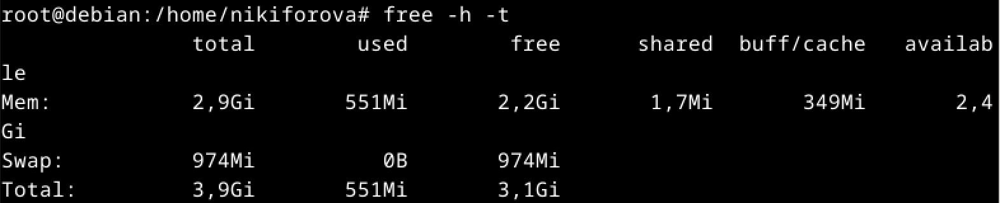 root@debian:/home/nikiforova# free -h -t
               total        used        free      shared  buff/cache   availab
le
Mem:           2,9Gi       551Mi       2,2Gi       1,7Mi       349Mi       2,4
Gi
Swap:          974Mi          0B       974Mi
Total:         3,9Gi       551Mi       3,1Gi